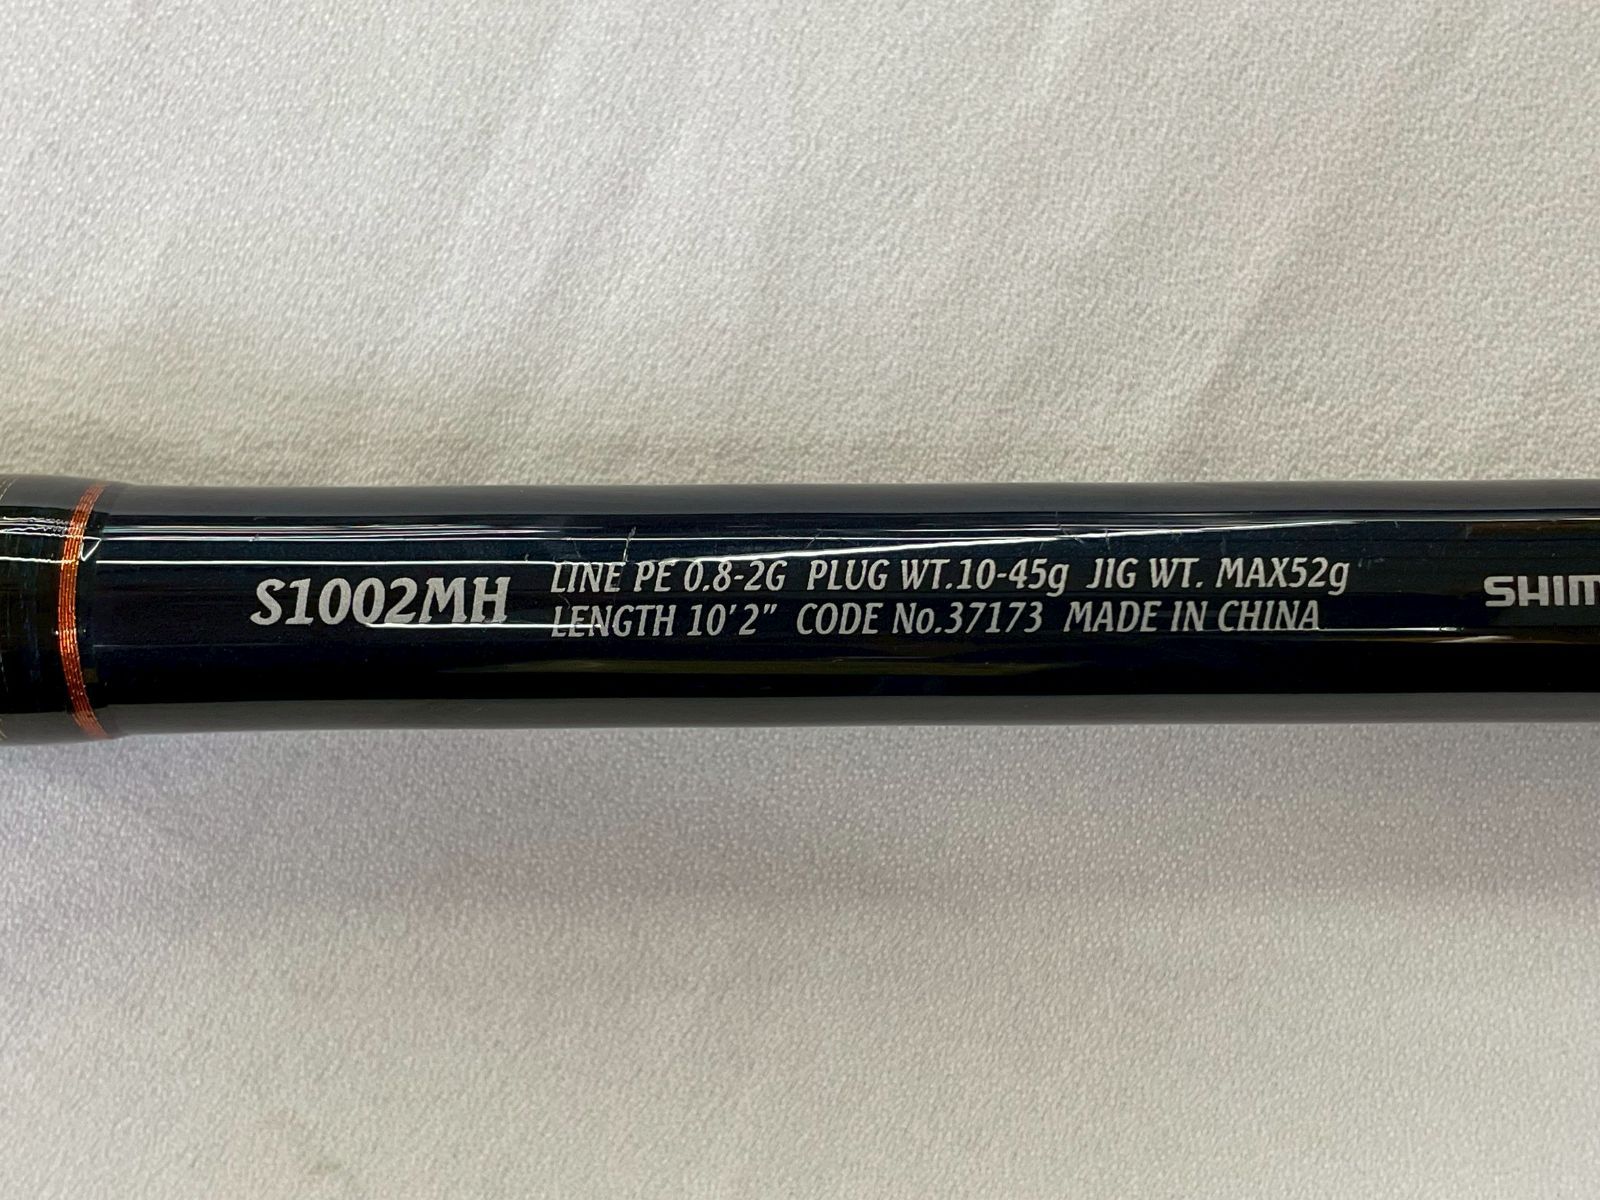 S1002MH
LINE PE 0.8-2G PLUG WT.10-45g JIG WT. MAX52g
LENGTH 10'2" CODE No.37173 MADE IN CHINA
SHIM